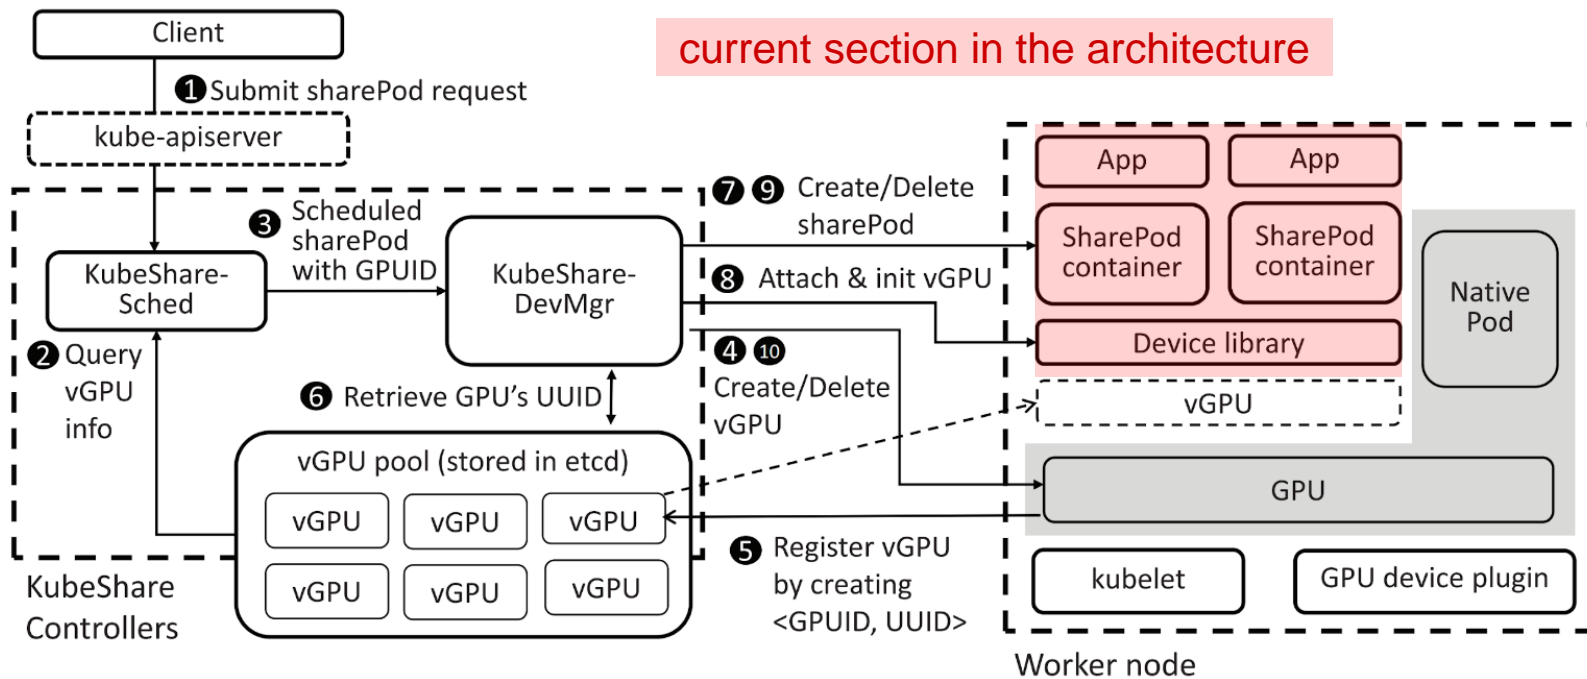 Client
current section in the architecture
❶ Submit sharePod request
kube-apiserver
❸ Scheduled
sharePod
with GPUID
KubeShare-
Sched
KubeShare-
DevMgr
❷ Query
vGPU
info
❻ Retrieve GPU's UUID
vGPU pool (stored in etcd)
vGPU
vGPU
vGPU
vGPU
vGPU
vGPU
KubeShare
Controllers
❼ ❾ Create/Delete
sharePod
❽ Attach & init vGPU
❹ ❿
Create/Delete
vGPU
❺ Register vGPU
by creating
<GPUID, UUID>
App
App
SharePod
container
SharePod
container
Device library
vGPU
Native
Pod
GPU
kubelet
GPU device plugin
Worker node